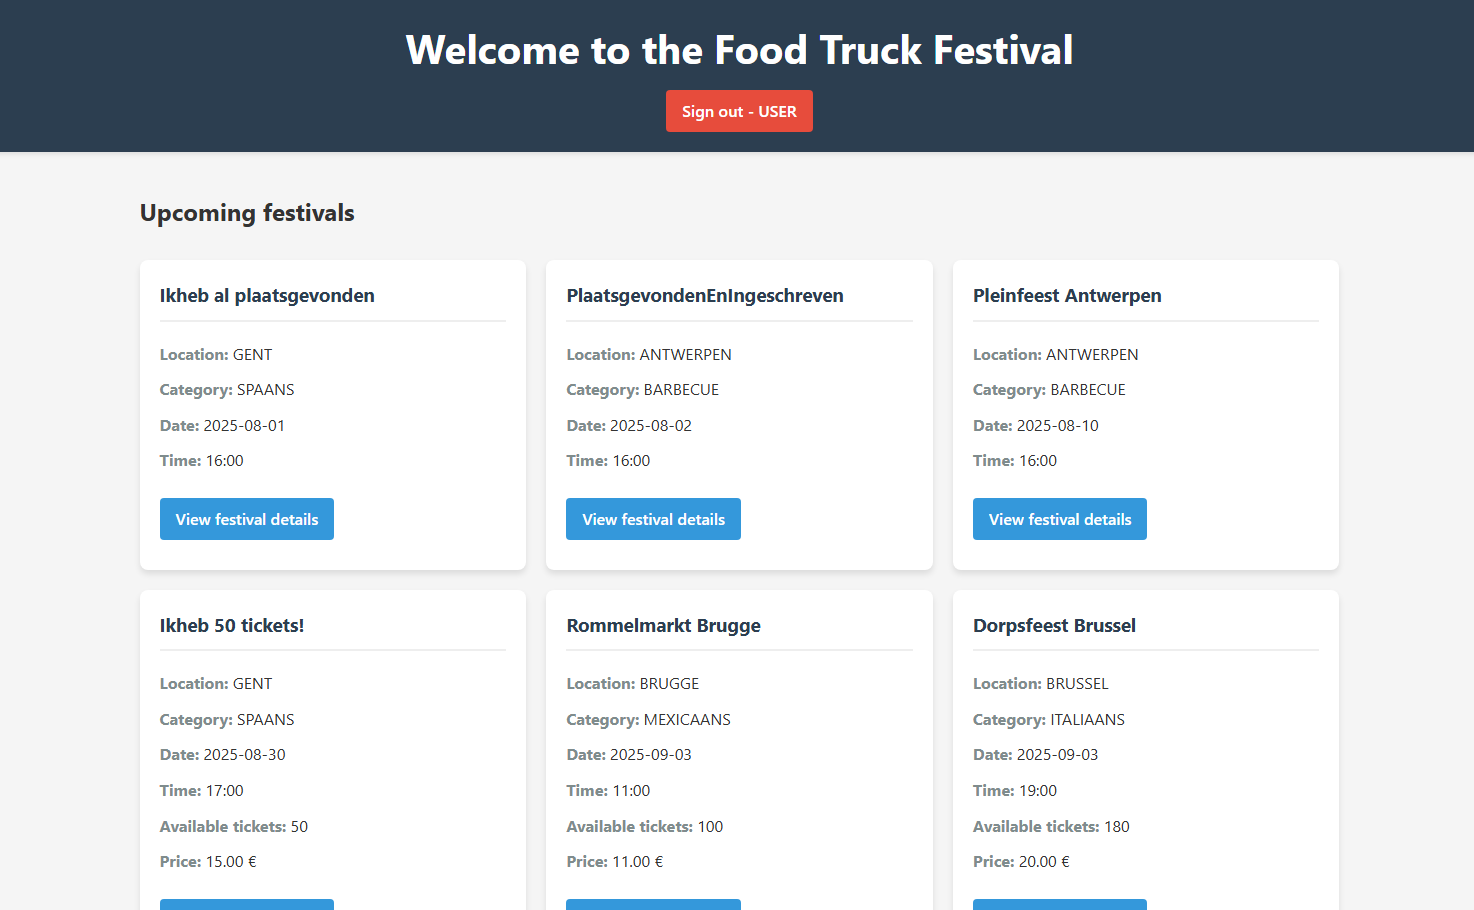 Welcome to the Food Truck Festival
Sign out - USER
Upcoming festivals
Ikheb al plaatsgevonden
Location: GENT
Category: SPAANS
Date: 2025-08-01
Time: 16:00
View festival details
PlaatsgevondenEnIngeschreven
Location: ANTWERPEN
Category: BARBECUE
Date: 2025-08-02
Time: 16:00
View festival details
Pleinfeest Antwerpen
Location: ANTWERPEN
Category: BARBECUE
Date: 2025-08-10
Time: 16:00
View festival details
Ikheb 50 tickets!
Location: GENT
Category: SPAANS
Date: 2025-08-30
Time: 17:00
Available tickets: 50
Price: 15.00 €
Rommelmarkt Brugge
Location: BRUGGE
Category: MEXICAANS
Date: 2025-09-03
Time: 11:00
Available tickets: 100
Price: 11.00 €
Dorpsfeest Brussel
Location: BRUSSEL
Category: ITALIAANS
Date: 2025-09-03
Time: 19:00
Available tickets: 180
Price: 20.00 €